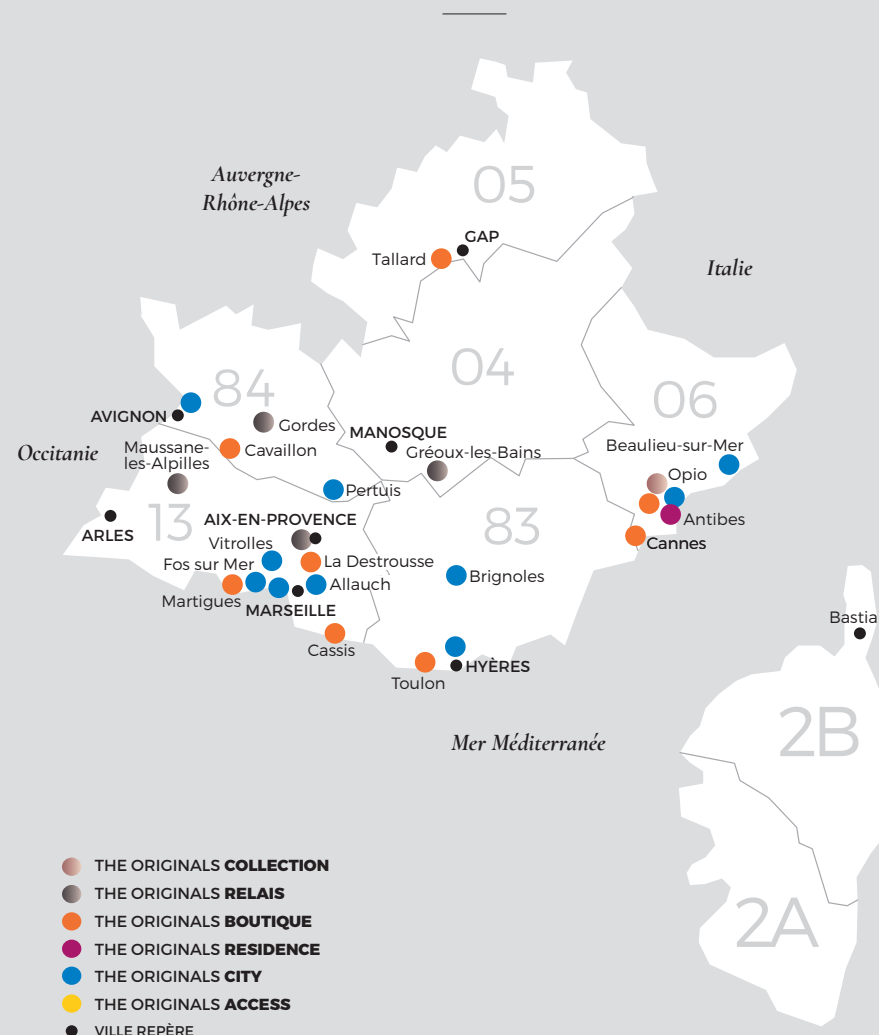 Auvergne-
Rhône-Alpes
05
GAP
Tallard
Italie
84
04
06
AVIGNON
Gordes
MANOSQUE
Occitanie
Maussane-
les-Alpilles
Cavaillon
Gréoux-les-Bains
Beaulieu-sur-Mer
Opio
Pertuis
13
ARLES
AIX-EN-PROVENCE
83
Antibes
Vitrolles
Cannes
Fos sur Mer
La Destrousse
Brignoles
Martigues
Allauch
MARSEILLE
Bastia
Cassis
HYÈRES
Toulon
Mer Méditerranée
2B
2A
THE ORIGINALS COLLECTION
THE ORIGINALS RELAIS
THE ORIGINALS BOUTIQUE
THE ORIGINALS RESIDENCE
THE ORIGINALS CITY
THE ORIGINALS ACCESS
VILLE REPÈRE